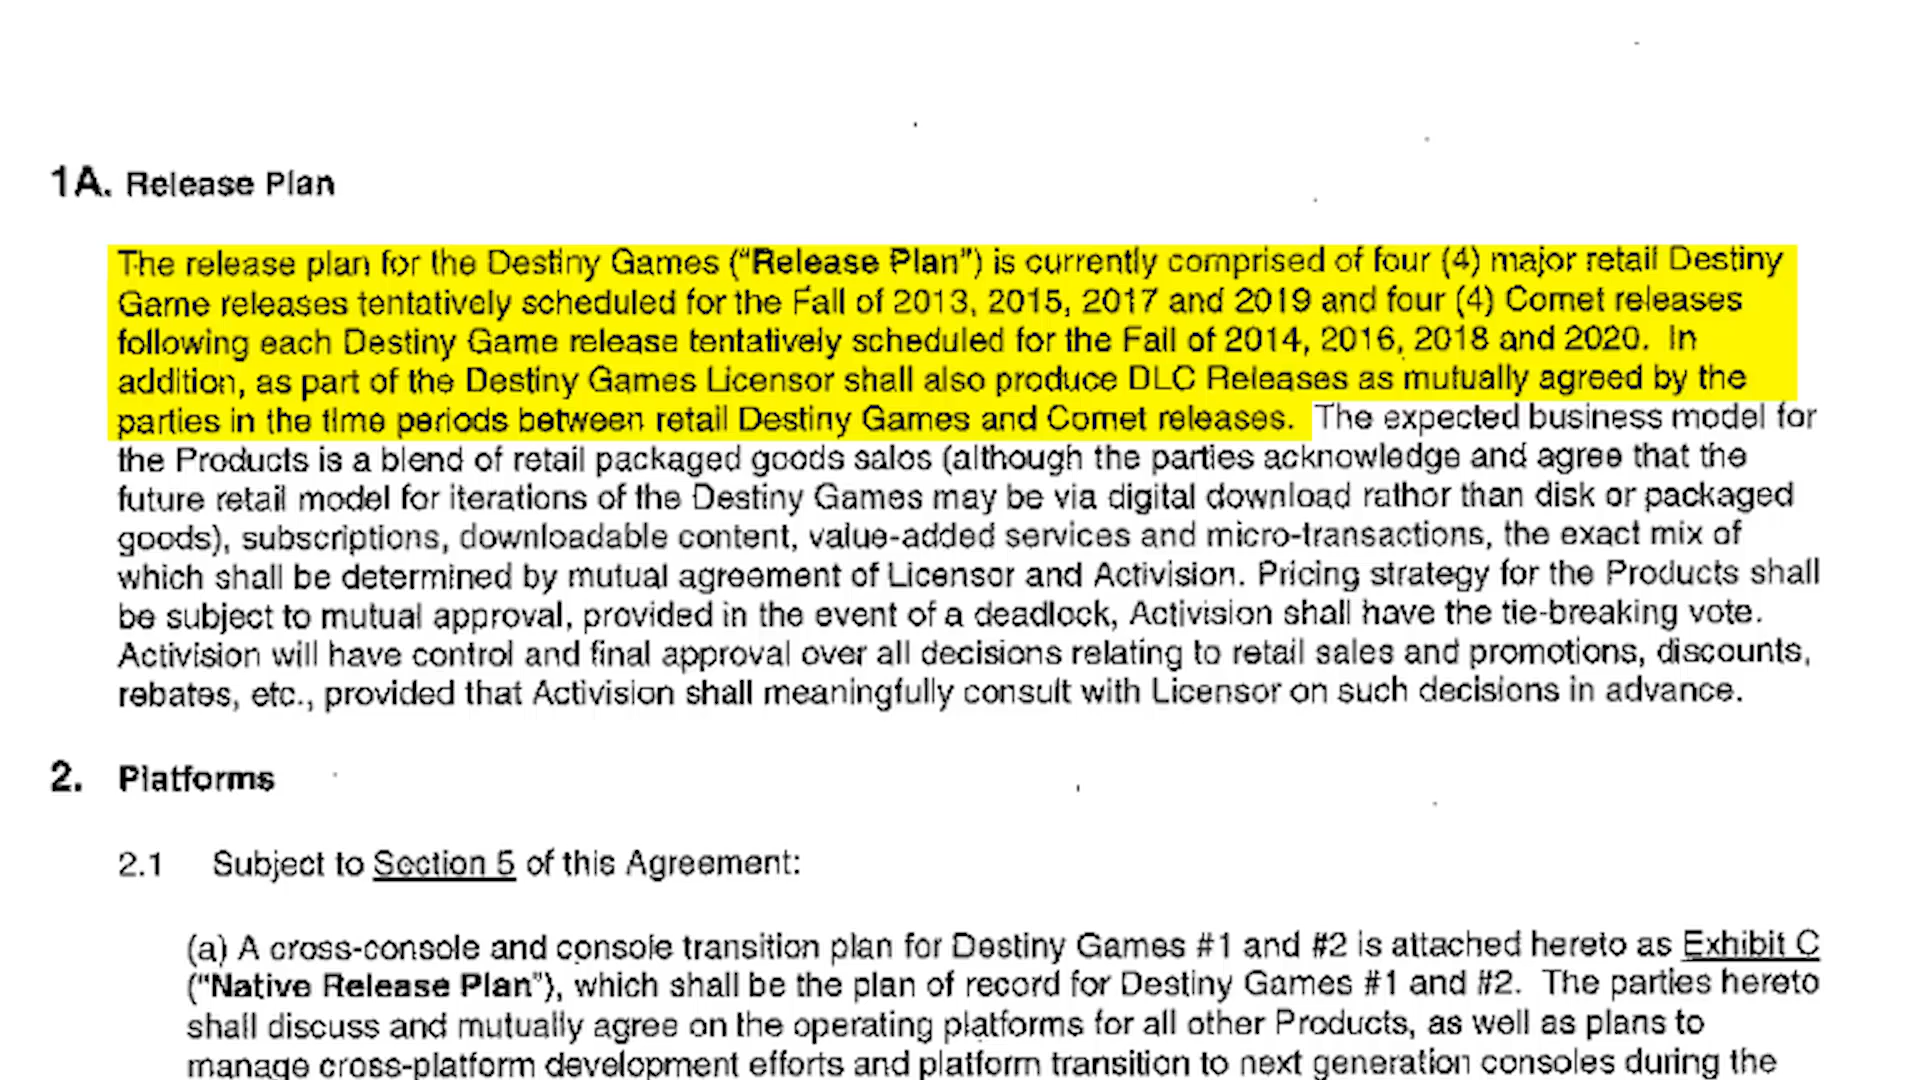 1A. Release Plan
The release plan for the Destiny Games (“Release Plan”) is currently comprised of four (4) major retail Destiny
Game releases tentatively scheduled for the Fall of 2013, 2015, 2017 and 2019 and four (4) Comet releases
following each Destiny Game release tentatively scheduled for the Fall of 2014, 2016, 2018 and 2020. In
addition, as part of the Destiny Games Licensor shall also produce DLC Releases as mutually agreed by the
parties in the time periods between retail Destiny Games and Comet releases. The expected business model for
the Products is a blend of retail packaged goods sales (although the parties acknowledge and agree that the
future retail model for iterations of the Destiny Games may be via digital download rather than disk or packaged
goods), subscriptions, downloadable content, value-added services and micro-transactions, the exact mix of
which shall be determined by mutual agreement of Licensor and Activision. Pricing strategy for the Products shall
be subject to mutual approval, provided in the event of a deadlock, Activision shall have the tie-breaking vote.
Activision will have control and final approval over all decisions relating to retail sales and promotions, discounts,
rebates, etc., provided that Activision shall meaningfully consult with Licensor on such decisions in advance.
2. Platforms
2.1 Subject to Section 5 of this Agreement:
(a) A cross-console and console transition plan for Destiny Games #1 and #2 is attached hereto as Exhibit C
(“Native Release Plan”), which shall be the plan of record for Destiny Games #1 and #2. The parties hereto
shall discuss and mutually agree on the operating platforms for all other Products, as well as plans to
manage cross-platform development efforts and platform transition to next generation consoles during the